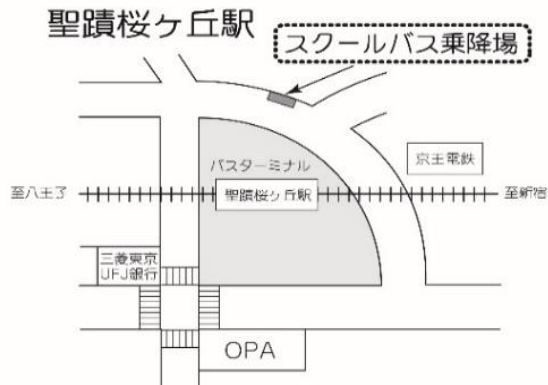 聖蹟桜ヶ丘駅
スクールバス乗降場
バスターミナル
京王電鉄
至八王子
聖蹟桜ヶ丘駅
至新宿
三菱東京
UFJ銀行
OPA